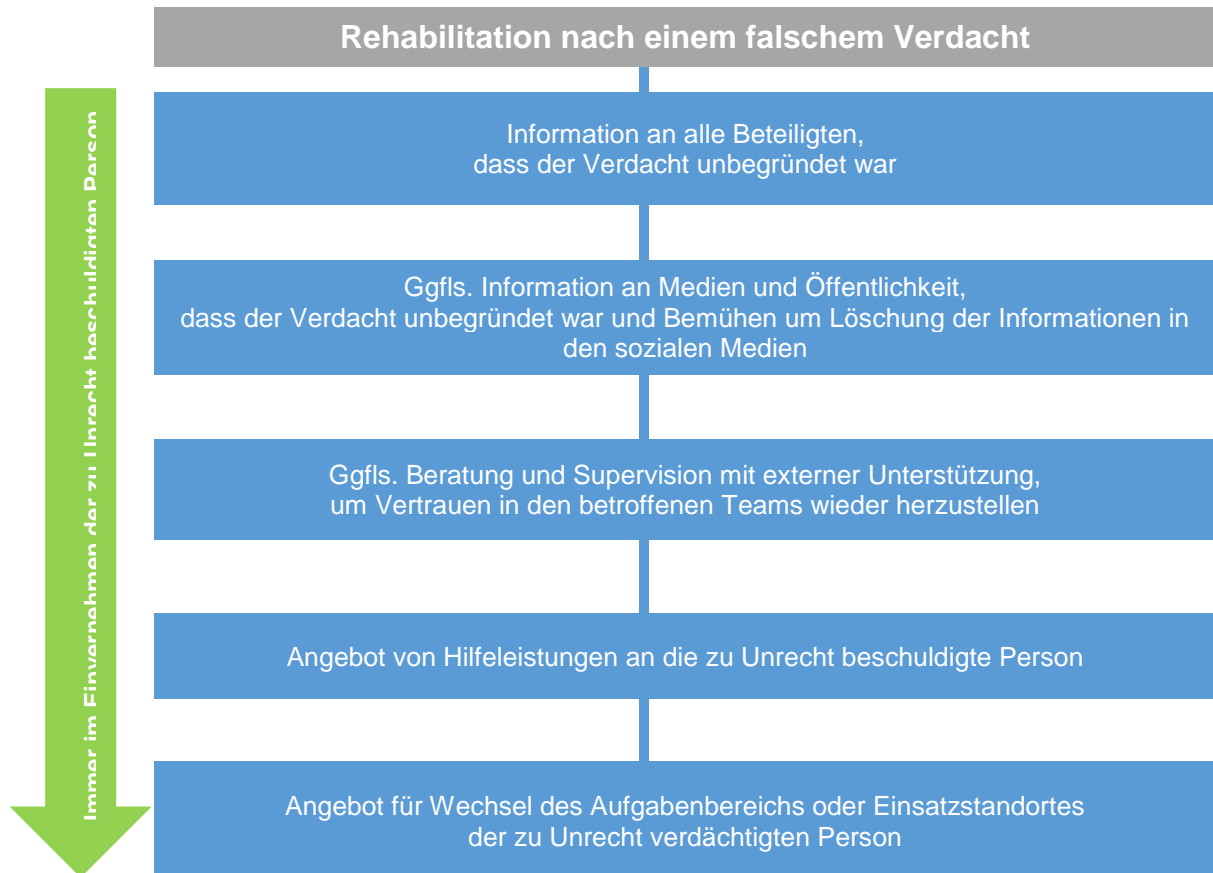 Rehabilitation nach einem falschem Verdacht
Immer im Einvernehmen der zu Unrecht beschuldigten Person
Information an alle Beteiligten,
dass der Verdacht unbegründet war
Ggfls. Information an Medien und Öffentlichkeit,
dass der Verdacht unbegründet war und Bemühen um Löschung der Informationen in
den sozialen Medien
Ggfls. Beratung und Supervision mit externer Unterstützung,
um Vertrauen in den betroffenen Teams wieder herzustellen
Angebot von Hilfeleistungen an die zu Unrecht beschuldigte Person
Angebot für Wechsel des Aufgabenbereichs oder Einsatzstandortes
der zu Unrecht verdächtigten Person